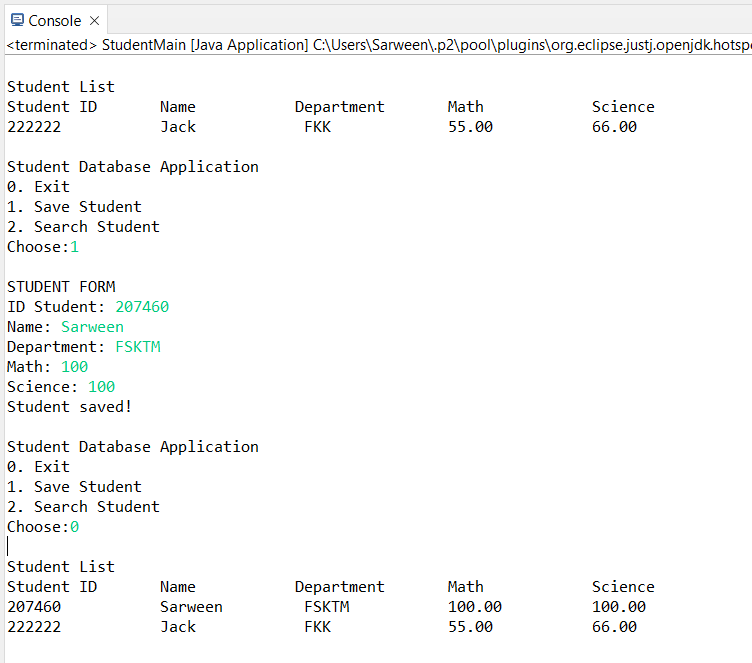 Console
<terminated> StudentMain [Java Application] C:\Users\Sarween\.p2\pool\plugins\org.eclipse.justj.openjdk.hotsp
Student List
Student ID Name Department Math Science
222222 Jack FKK 55.00 66.00
Student Database Application
0. Exit
1. Save Student
2. Search Student
Choose:1
STUDENT FORM
ID Student: 207460
Name: Sarween
Department: FSKTM
Math: 100
Science: 100
Student saved!
Student Database Application
0. Exit
1. Save Student
2. Search Student
Choose:0
Student List
Student ID Name Department Math Science
207460 Sarween FSKTM 100.00 100.00
222222 Jack FKK 55.00 66.00